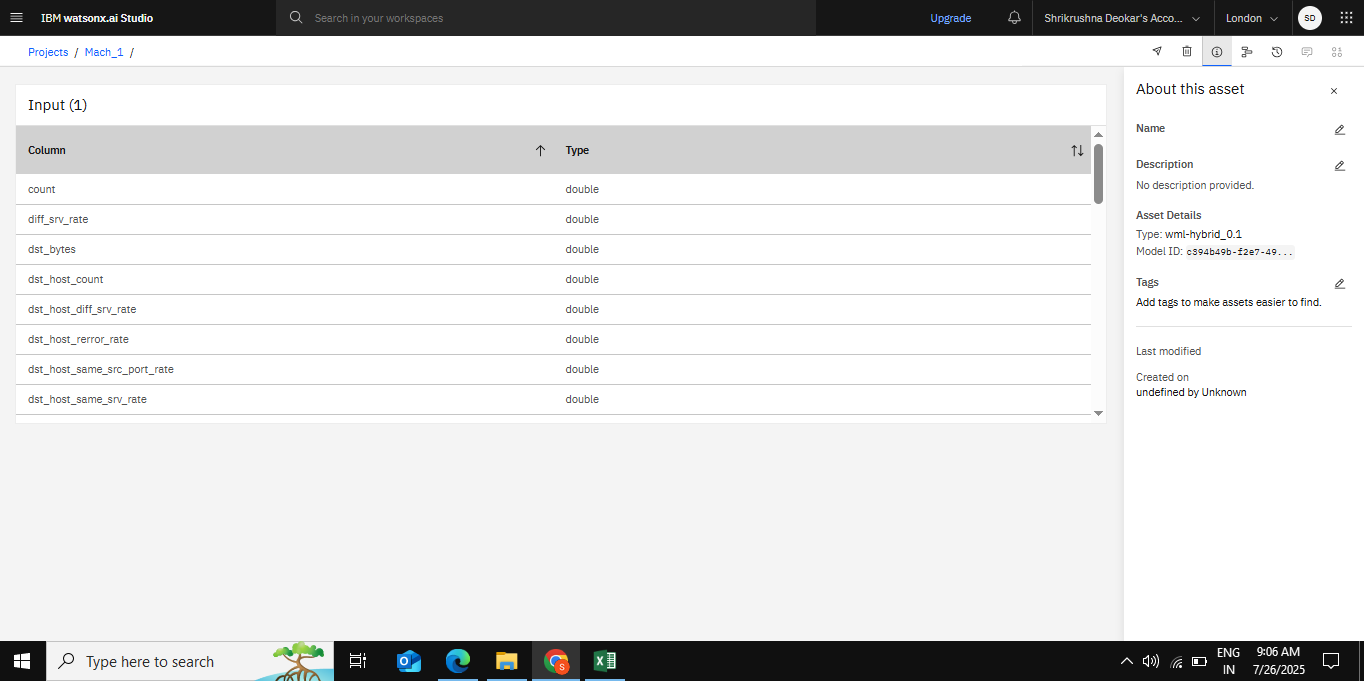 IBM watsonx.ai Studio
Search in your workspaces
Upgrade
Shrikrushna Deokar's Acco...
London
SD
Projects / Mach_1 /
Input (1)
Column Type
count double
diff_srv_rate double
dst_bytes double
dst_host_count double
dst_host_diff_srv_rate double
dst_host_rerror_rate double
dst_host_same_src_port_rate double
dst_host_same_srv_rate double
About this asset
Name
Description
No description provided.
Asset Details
Type: wml-hybrid_0.1
Model ID: c394b49b-f2e7-49...
Tags
Add tags to make assets easier to find.
Last modified
Created on
undefined by Unknown
Type here to search
S
ENG
IN
9:06 AM
7/26/2025